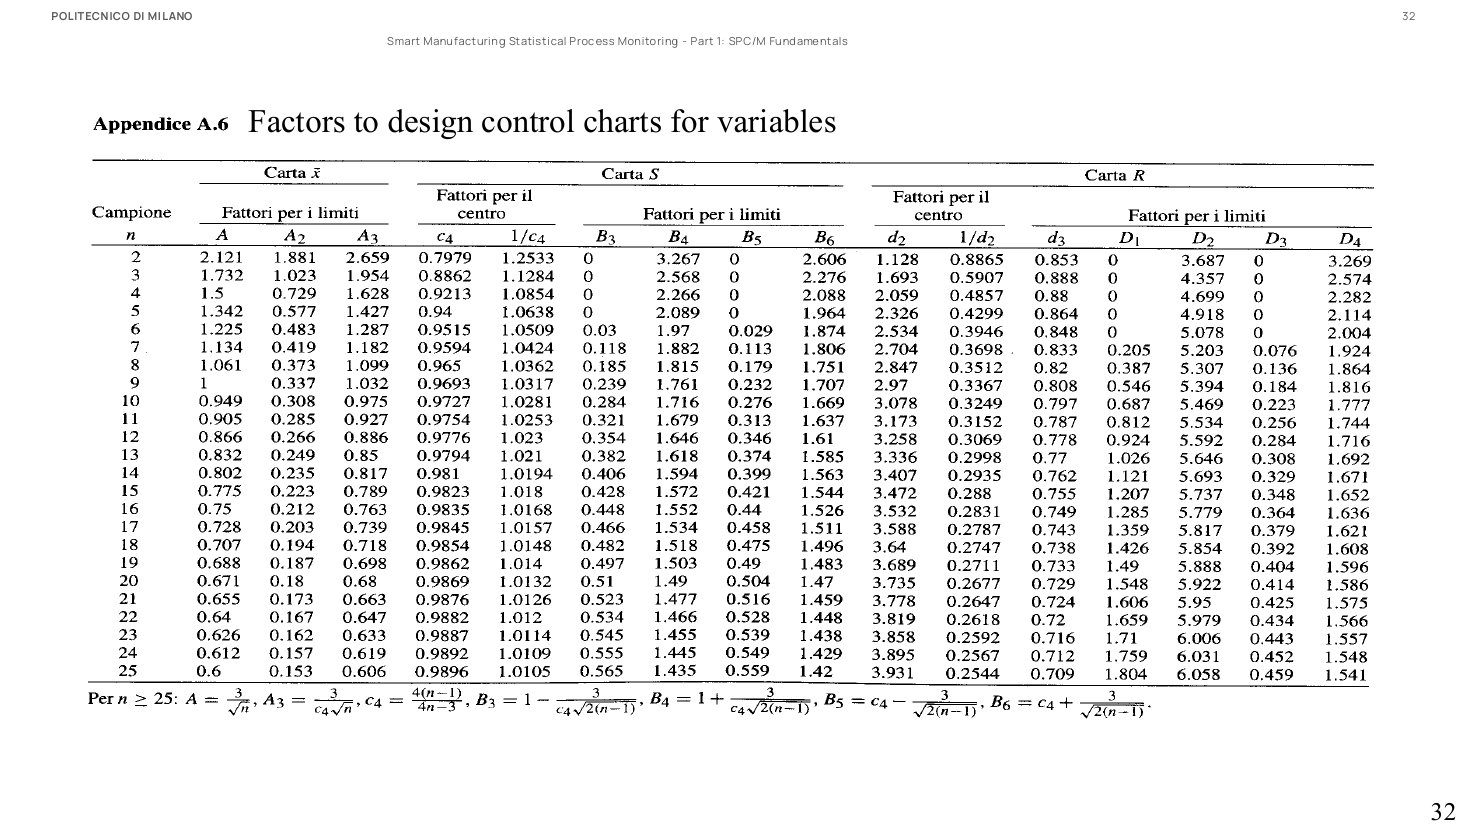 POLITECNICO DI MILANO 32
Smart Manufacturing Statistical Process Monitoring - Part 1: SPC/M Fundamentals
Appendice A.6 Factors to design control charts for variables
Carta x̄ Carta S Carta R
Fattori per il Fattori per il
Campione Fattori per i limiti centro Fattori per i limiti centro Fattori per i limiti
n A A2 A3 c4 1/c4 B3 B4 B5 B6 d2 1/d2 d3 D1 D2 D3 D4
2 2.121 1.881 2.659 0.7979 1.2533 0 3.267 0 2.606 1.128 0.8865 0.853 0 3.687 0 3.269
3 1.732 1.023 1.954 0.8862 1.1284 0 2.568 0 2.276 1.693 0.5907 0.888 0 4.357 0 2.574
4 1.5 0.729 1.628 0.9213 1.0854 0 2.266 0 2.088 2.059 0.4857 0.88 0 4.699 0 2.282
5 1.342 0.577 1.427 0.94 1.0638 0 2.089 0 1.964 2.326 0.4299 0.864 0 4.918 0 2.114
6 1.225 0.483 1.287 0.9515 1.0509 0.03 1.97 0.029 1.874 2.534 0.3946 0.848 0 5.078 0 2.004
7 1.134 0.419 1.182 0.9594 1.0424 0.118 1.882 0.113 1.806 2.704 0.3698 0.833 0.205 5.203 0.076 1.924
8 1.061 0.373 1.099 0.965 1.0362 0.185 1.815 0.179 1.751 2.847 0.3512 0.82 0.387 5.307 0.136 1.864
9 1 0.337 1.032 0.9693 1.0317 0.239 1.761 0.232 1.707 2.97 0.3367 0.808 0.546 5.394 0.184 1.816
10 0.949 0.308 0.975 0.9727 1.0281 0.284 1.716 0.276 1.669 3.078 0.3249 0.797 0.687 5.469 0.223 1.777
11 0.905 0.285 0.927 0.9754 1.0253 0.321 1.679 0.313 1.637 3.173 0.3152 0.787 0.812 5.534 0.256 1.744
12 0.866 0.266 0.886 0.9776 1.023 0.354 1.646 0.346 1.61 3.258 0.3069 0.778 0.924 5.592 0.284 1.716
13 0.832 0.249 0.85 0.9794 1.021 0.382 1.618 0.374 1.585 3.336 0.2998 0.77 1.026 5.646 0.308 1.692
14 0.802 0.235 0.817 0.981 1.0194 0.406 1.594 0.399 1.563 3.407 0.2935 0.762 1.121 5.693 0.329 1.671
15 0.775 0.223 0.789 0.9823 1.018 0.428 1.572 0.421 1.544 3.472 0.288 0.755 1.207 5.737 0.348 1.652
16 0.75 0.212 0.763 0.9835 1.0168 0.448 1.552 0.44 1.526 3.532 0.2831 0.749 1.285 5.779 0.364 1.636
17 0.728 0.203 0.739 0.9845 1.0157 0.466 1.534 0.458 1.511 3.588 0.2787 0.743 1.359 5.817 0.379 1.621
18 0.707 0.194 0.718 0.9854 1.0148 0.482 1.518 0.475 1.496 3.64 0.2747 0.738 1.426 5.854 0.392 1.608
19 0.688 0.187 0.698 0.9862 1.014 0.497 1.503 0.49 1.483 3.689 0.2711 0.733 1.49 5.888 0.404 1.596
20 0.671 0.18 0.68 0.9869 1.0132 0.51 1.49 0.504 1.47 3.735 0.2677 0.729 1.548 5.922 0.414 1.586
21 0.655 0.173 0.663 0.9876 1.0126 0.523 1.477 0.516 1.459 3.778 0.2647 0.724 1.606 5.95 0.425 1.575
22 0.64 0.167 0.647 0.9882 1.012 0.534 1.466 0.528 1.448 3.819 0.2618 0.72 1.659 5.979 0.434 1.566
23 0.626 0.162 0.633 0.9887 1.0114 0.545 1.455 0.539 1.438 3.858 0.2592 0.716 1.71 6.006 0.443 1.557
24 0.612 0.157 0.619 0.9892 1.0109 0.555 1.445 0.549 1.429 3.895 0.2567 0.712 1.759 6.031 0.452 1.548
25 0.6 0.153 0.606 0.9896 1.0105 0.565 1.435 0.559 1.42 3.931 0.2544 0.709 1.804 6.058 0.459 1.541
Per n ≥ 25: A = 3/√n, A3 = 3/(c4√n), c4 = 4(n−1)/(4n−3), B3 = 1 − 3/(c4√2(n−1)), B4 = 1 + 3/(c4√2(n−1)), B5 = c4 − 3/√2(n−1), B6 = c4 + 3/√2(n−1).
32